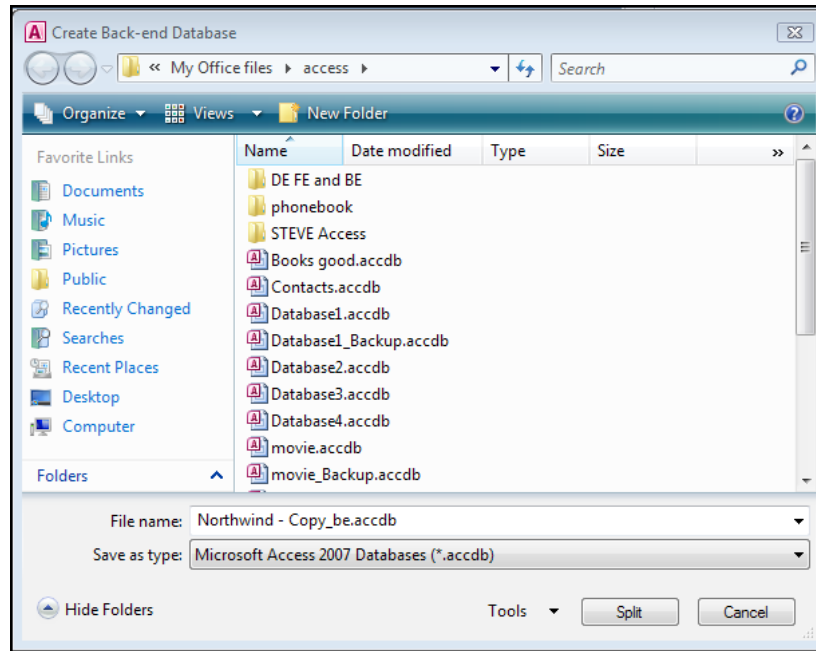 Create Back-end Database
« My Office files access
Search
Organize Views New Folder
Favorite Links
Documents
Music
Pictures
Public
Recently Changed
Searches
Recent Places
Desktop
Computer
Folders
Name Date modified Type Size »
DE FE and BE
phonebook
STEVE Access
Books good.accdb
Contacts.accdb
Database1.accdb
Database1_Backup.accdb
Database2.accdb
Database3.accdb
Database4.accdb
movie.accdb
movie_Backup.accdb
File name: Northwind - Copy_be.accdb
Save as type: Microsoft Access 2007 Databases (*.accdb)
Hide Folders Tools Split Cancel